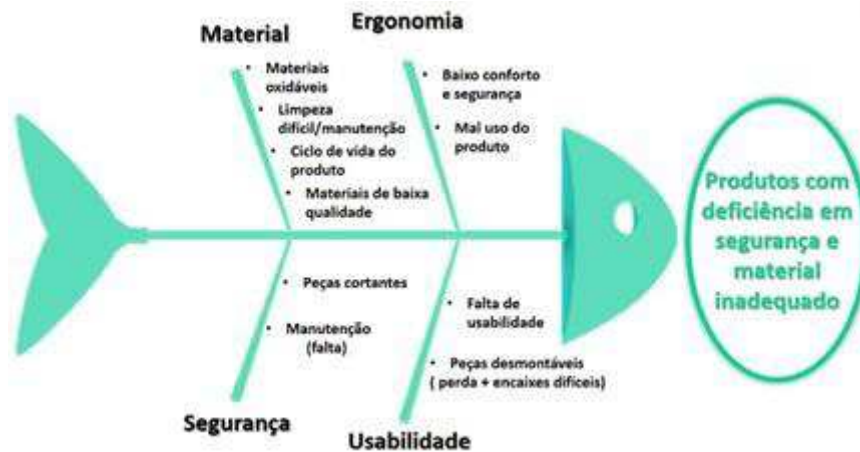 Material
• Materiais
oxidáveis
• Limpeza
difícil/manutenção
• Ciclo de vida do
produto
• Materiais de baixa
qualidade
Ergonomia
• Baixo conforto
e segurança
• Mal uso do
produto
• Peças cortantes
• Manutenção
(falta)
Segurança
• Falta de
usabilidade
• Peças desmontáveis
( perda + encaixes difíceis)
Usabilidade
Produtos com
deficiência em
segurança e
material
inadequado